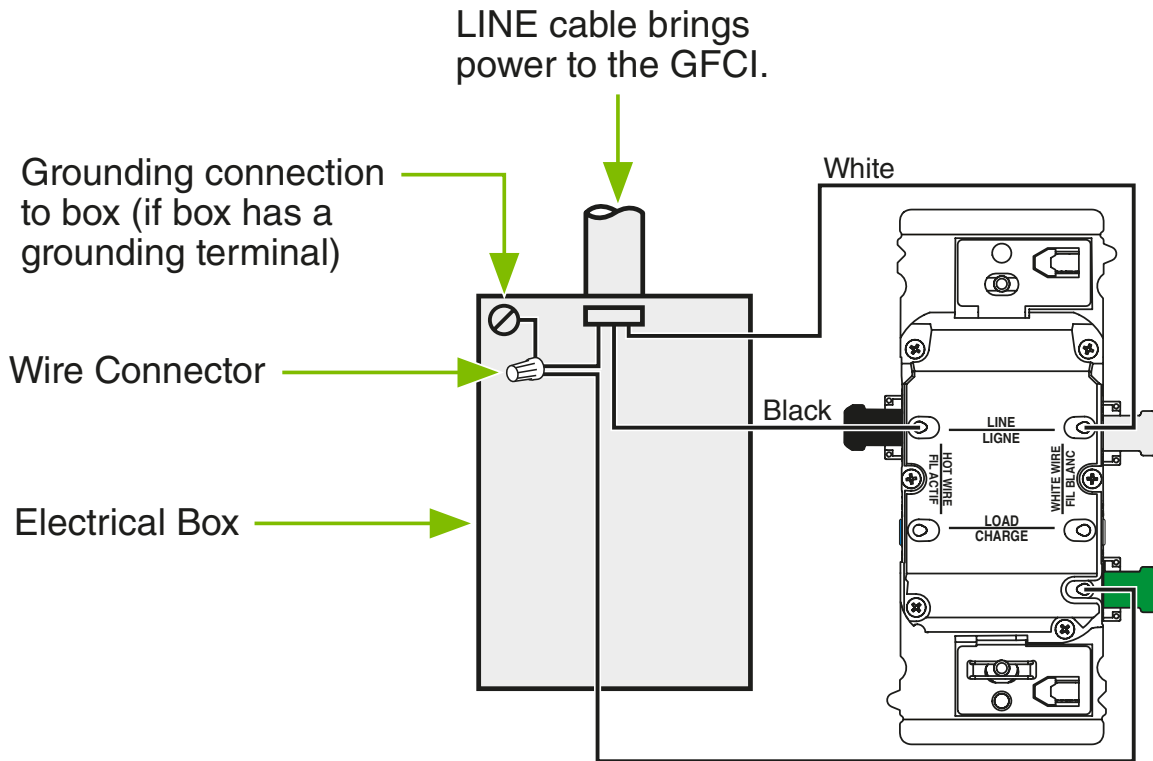 LINE cable brings
power to the GFCI.
Grounding connection
to box (if box has a
grounding terminal)
White
Wire Connector
Black
Electrical Box
LINE
LIGNE
HOT WIRE
FIL ACTIF
WHITE WIRE
FIL BLANC
LOAD
CHARGE